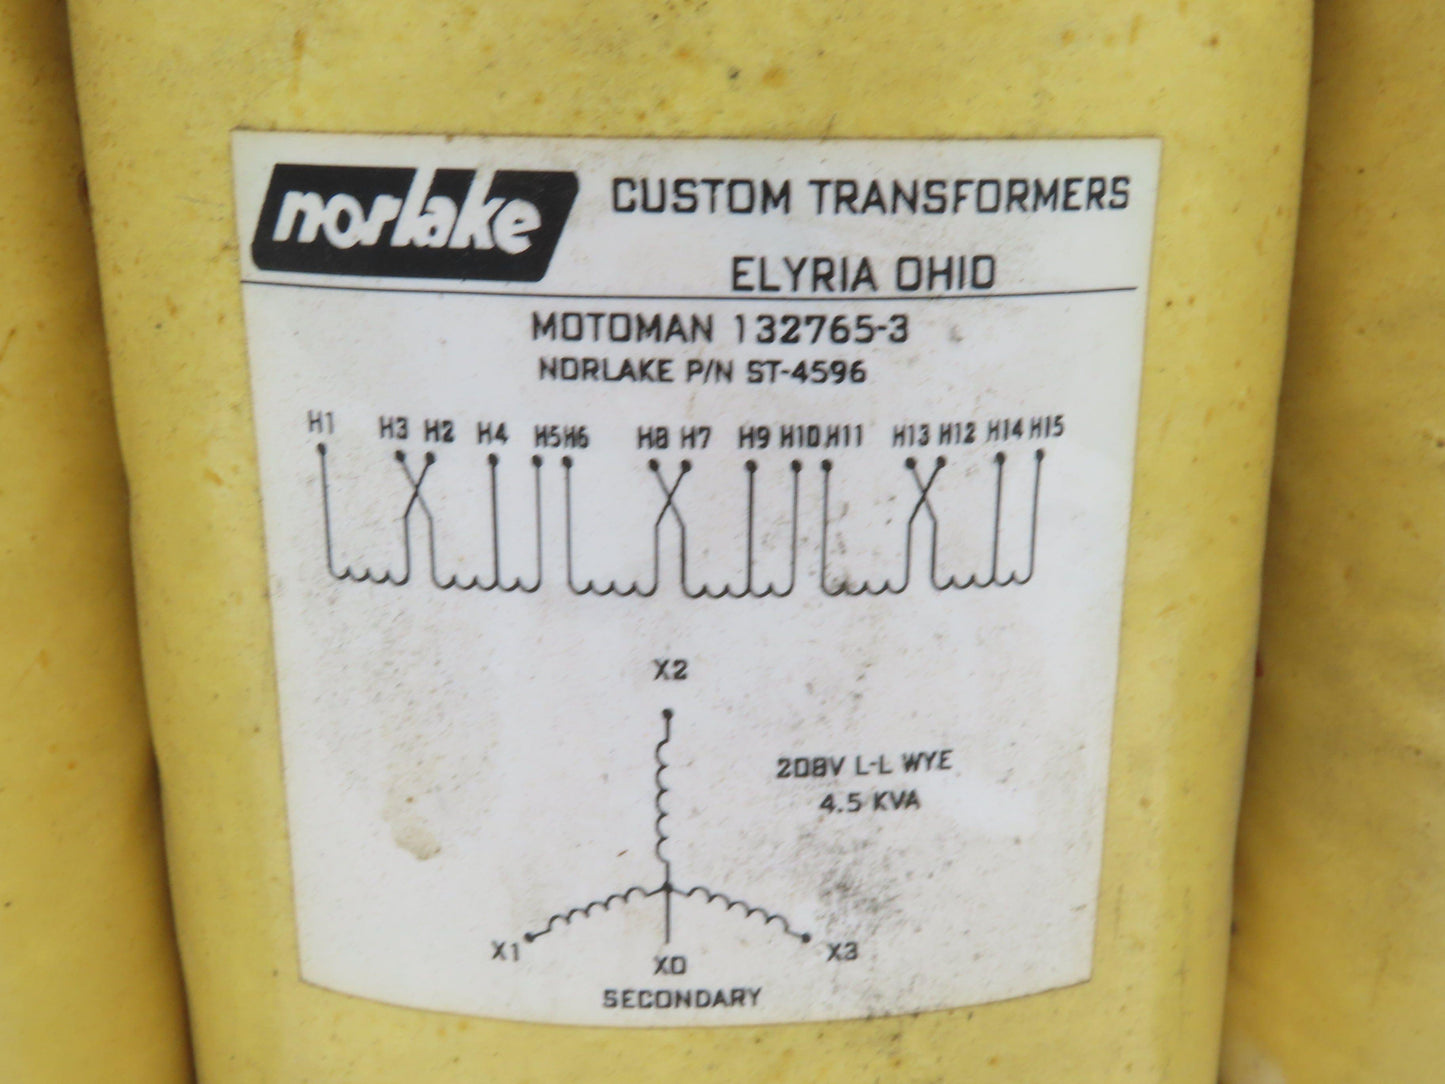 norlake
CUSTOM TRANSFORMERS
ELYRIA OHIO
MOTOMAN 132765-3
NORLAKE P/N ST-4596
H1 H3 H2 H4 H5 H6 H8 H7 H9 H10 H11 H13 H12 H14 H15
X2
208V L-L WYE
4.5 KVA
X1 X0 X3
SECONDARY